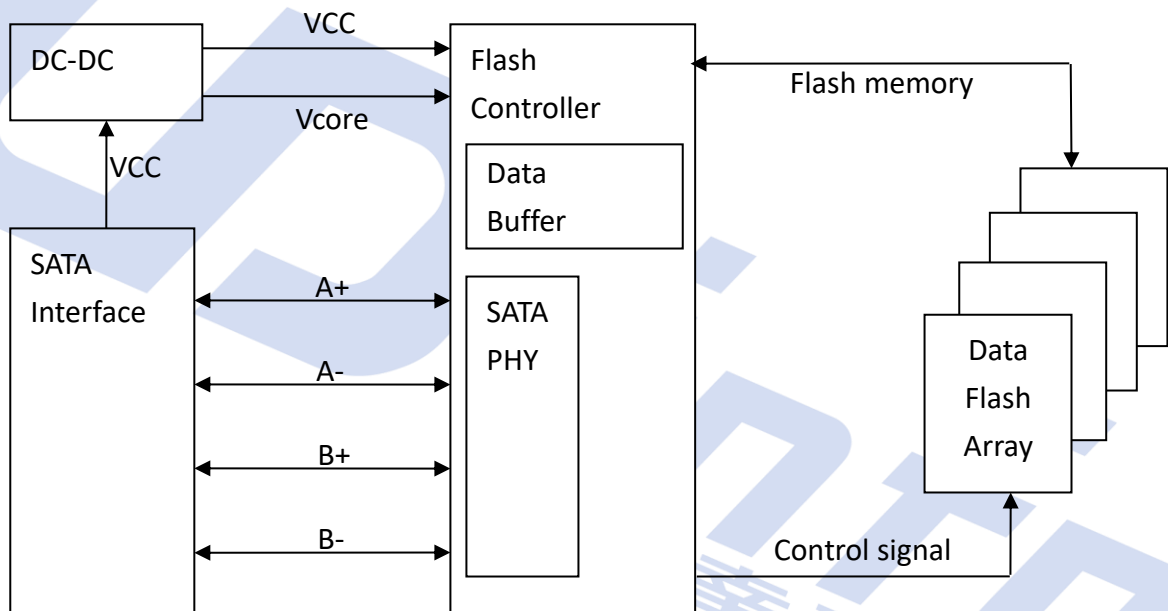 VCC
DC-DC
Flash
Controller
Flash memory
Vcore
VCC
Data
Buffer
SATA
Interface
A+
SATA
PHY
A-
Data
Flash
Array
B+
B-
Control signal